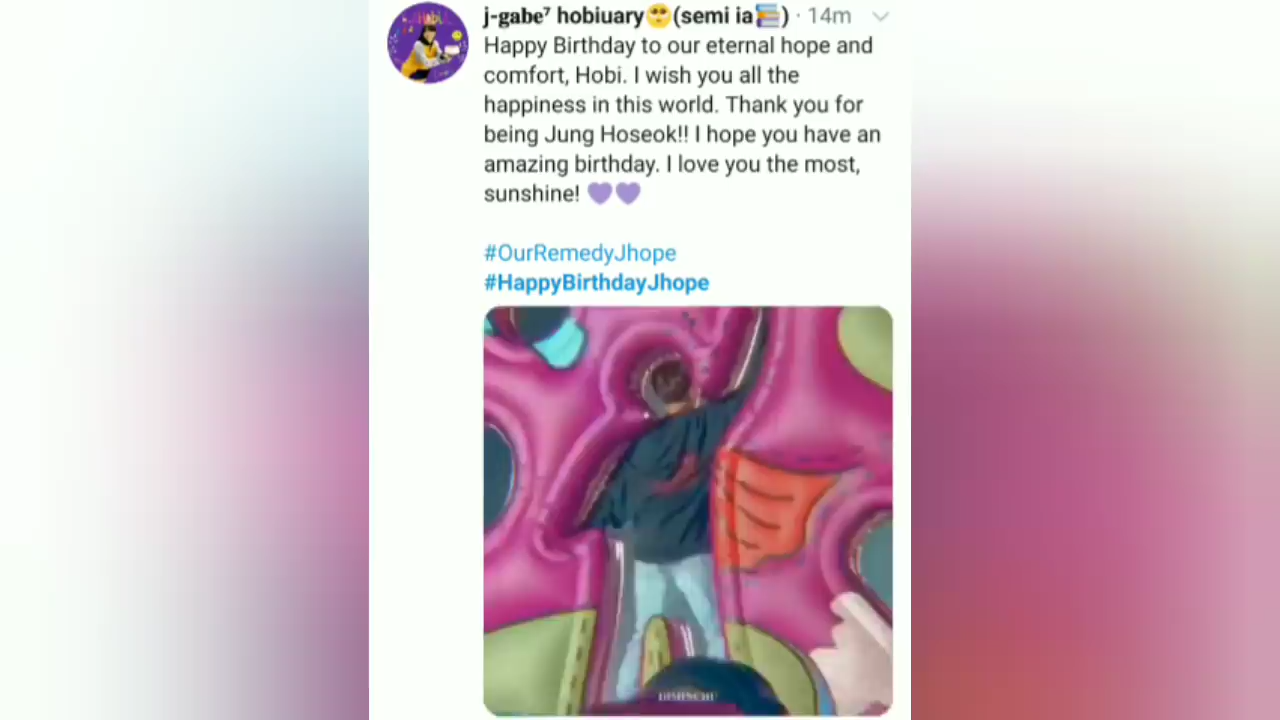 j-gabe⁷ hobiuary🥺(semi ia📚) · 14m
Happy Birthday to our eternal hope and
comfort, Hobi. I wish you all the
happiness in this world. Thank you for
being Jung Hoseok!! I hope you have an
amazing birthday. I love you the most,
sunshine! 💜💜
#OurRemedyJhope
#HappyBirthdayJhope